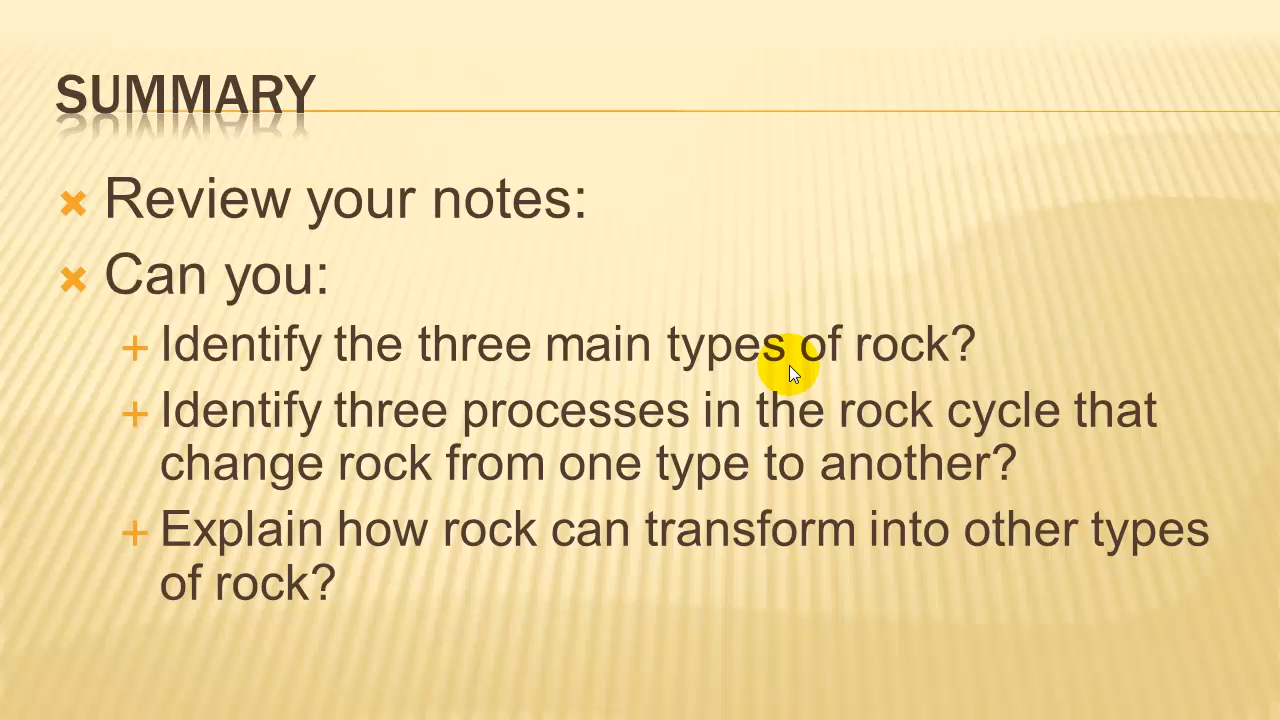 SUMMARY
Review your notes:
Can you:
Identify the three main types of rock?
Identify three processes in the rock cycle that
change rock from one type to another?
Explain how rock can transform into other types
of rock?